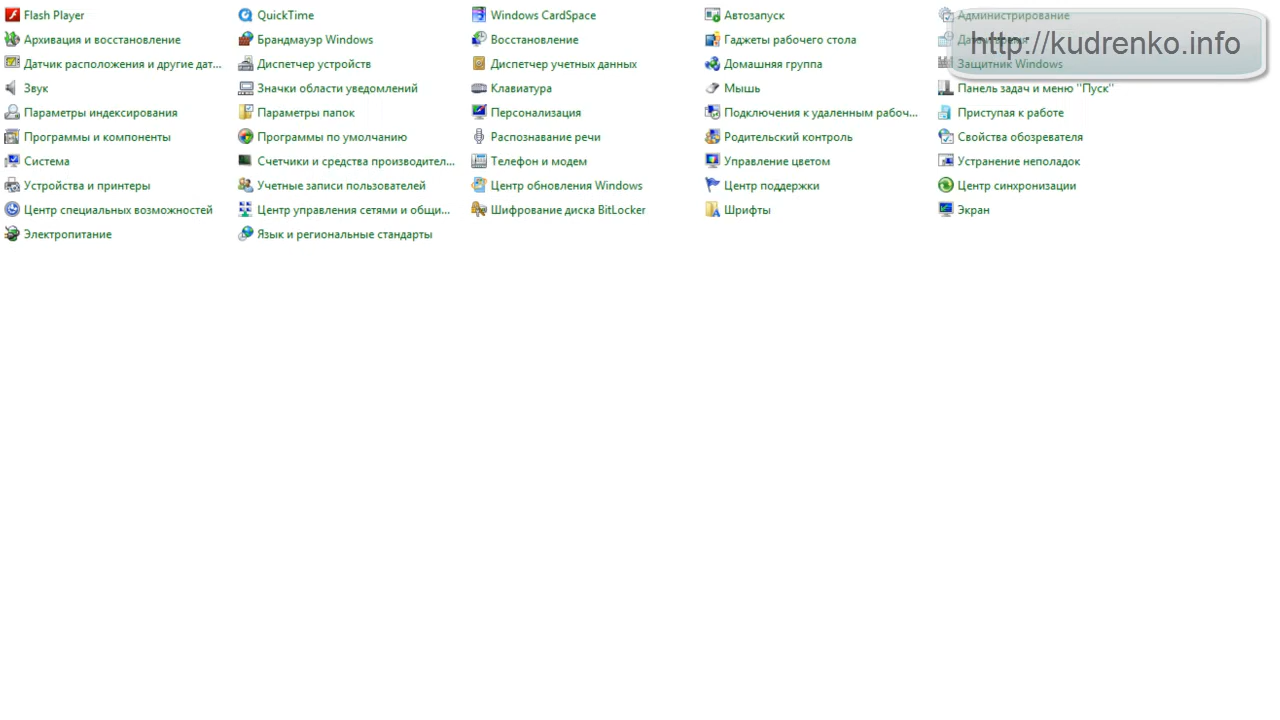 Flash Player
QuickTime
Windows CardSpace
Автозапуск
Администрирование
Архивация и восстановление
Брандмауэр Windows
Восстановление
Гаджеты рабочего стола
http://kudrenko.info
Датчик расположения и другие дат...
Диспетчер устройств
Диспетчер учетных данных
Домашняя группа
Защитник Windows
Звук
Значки области уведомлений
Клавиатура
Мышь
Панель задач и меню "Пуск"
Параметры индексирования
Параметры папок
Персонализация
Подключения к удаленным рабоч...
Приступая к работе
Программы и компоненты
Программы по умолчанию
Распознавание речи
Родительский контроль
Свойства обозревателя
Система
Счетчики и средства производител...
Телефон и модем
Управление цветом
Устранение неполадок
Устройства и принтеры
Учетные записи пользователей
Центр обновления Windows
Центр поддержки
Центр синхронизации
Центр специальных возможностей
Центр управления сетями и общи...
Шифрование диска BitLocker
Шрифты
Экран
Электропитание
Язык и региональные стандарты